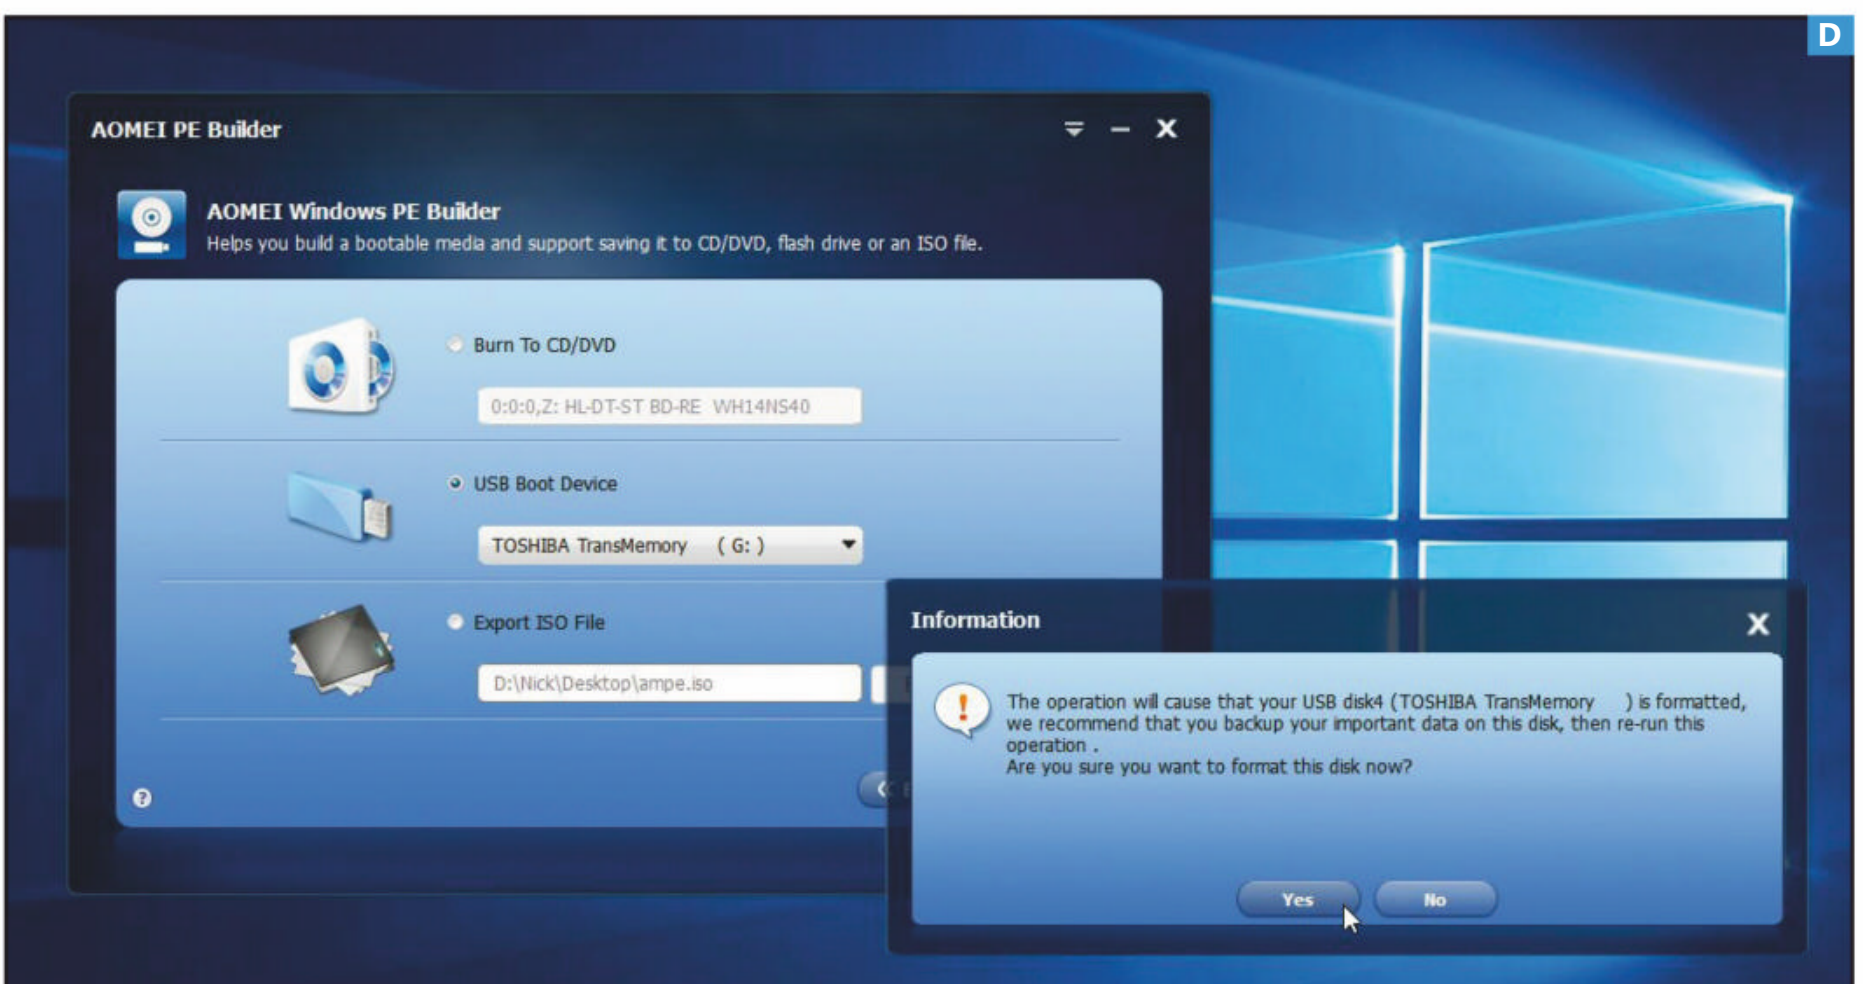 D
AOMEI PE Builder
AOMEI Windows PE Builder
Helps you build a bootable media and support saving it to CD/DVD, flash drive or an ISO file.
Burn To CD/DVD
0:0:0,Z: HL-DT-ST BD-RE WH14NS40
USB Boot Device
TOSHIBA TransMemory ( G: )
Export ISO File
D:\Nick\Desktop\ampe.iso
Information
The operation will cause that your USB disk4 (TOSHIBA TransMemory ) is formatted,
we recommend that you backup your important data on this disk, then re-run this
operation .
Are you sure you want to format this disk now?
Yes
No